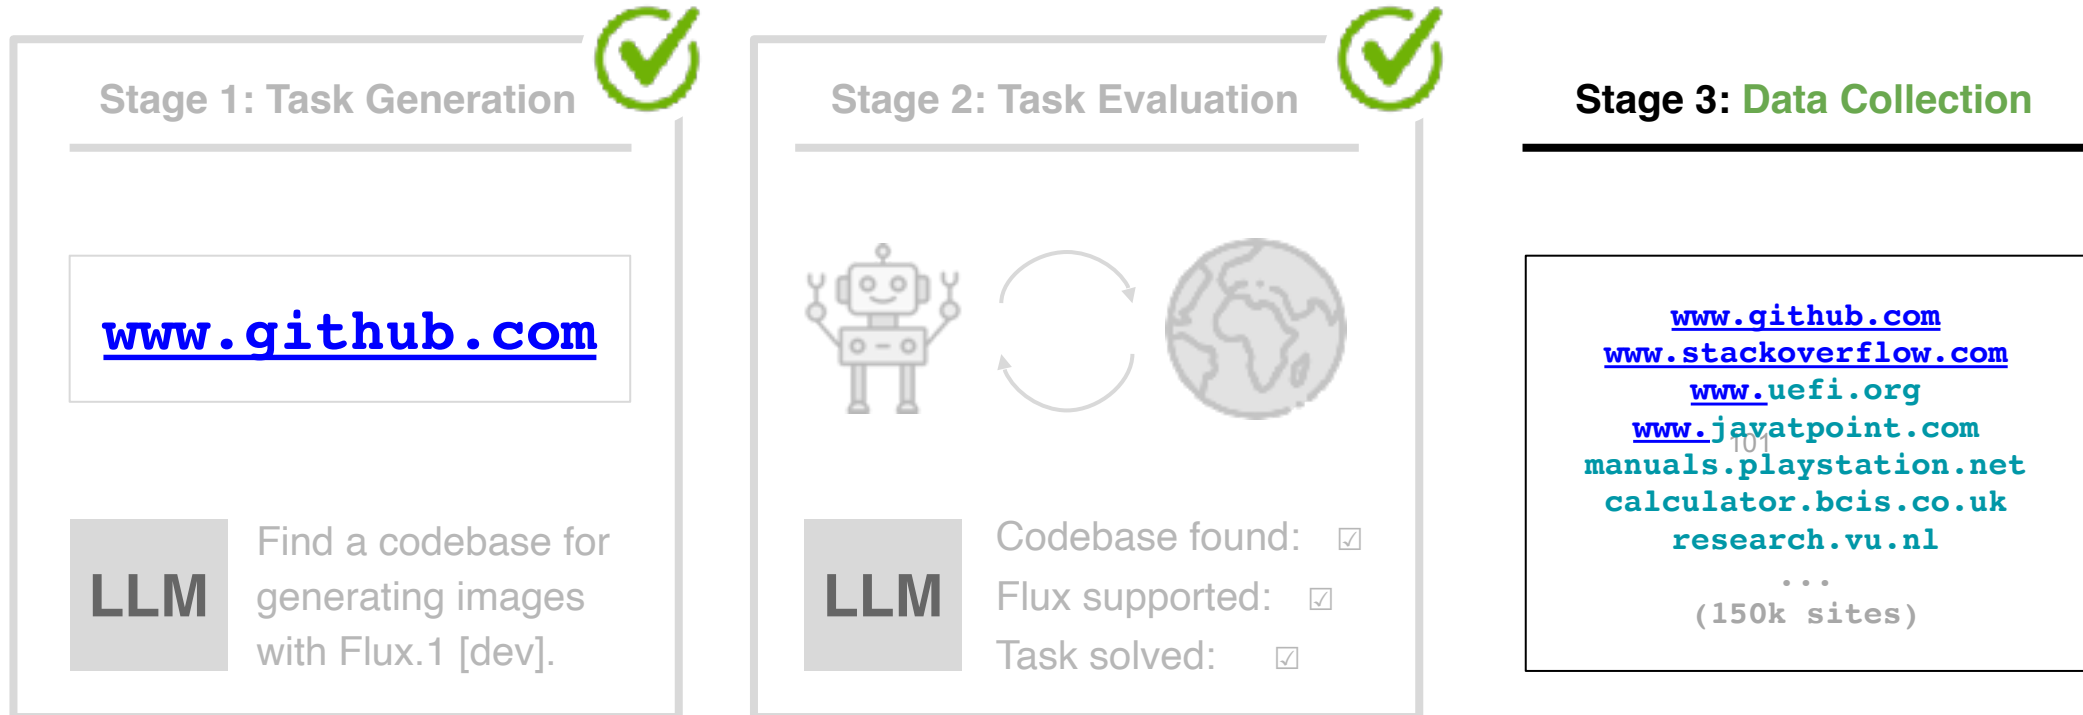 Stage 1: Task Generation
www.github.com
LLM
Find a codebase for
generating images
with Flux.1 [dev].
Stage 2: Task Evaluation
LLM
Codebase found: ☑
Flux supported: ☑
Task solved: ☑
Stage 3: Data Collection
www.github.com
www.stackoverflow.com
www.uefi.org
www.javatpoint.com
101
manuals.playstation.net
calculator.bcis.co.uk
research.vu.nl
...
(150k sites)